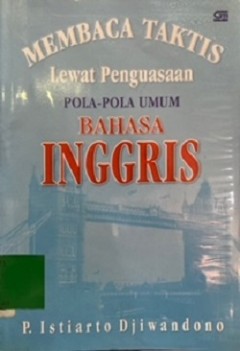 MEMBACA TAKTIS
Lewat Penguasaan
POLA-POLA UMUM
BAHASA
INGGRIS
P. Istiarto Djiwandono